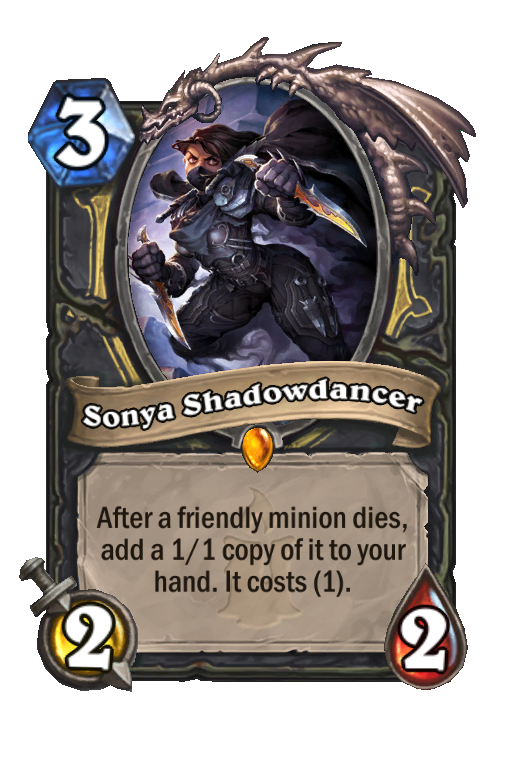 3
Sonya Shadowdancer
After a friendly minion dies,
add a 1/1 copy of it to your
hand. It costs (1).
2
2